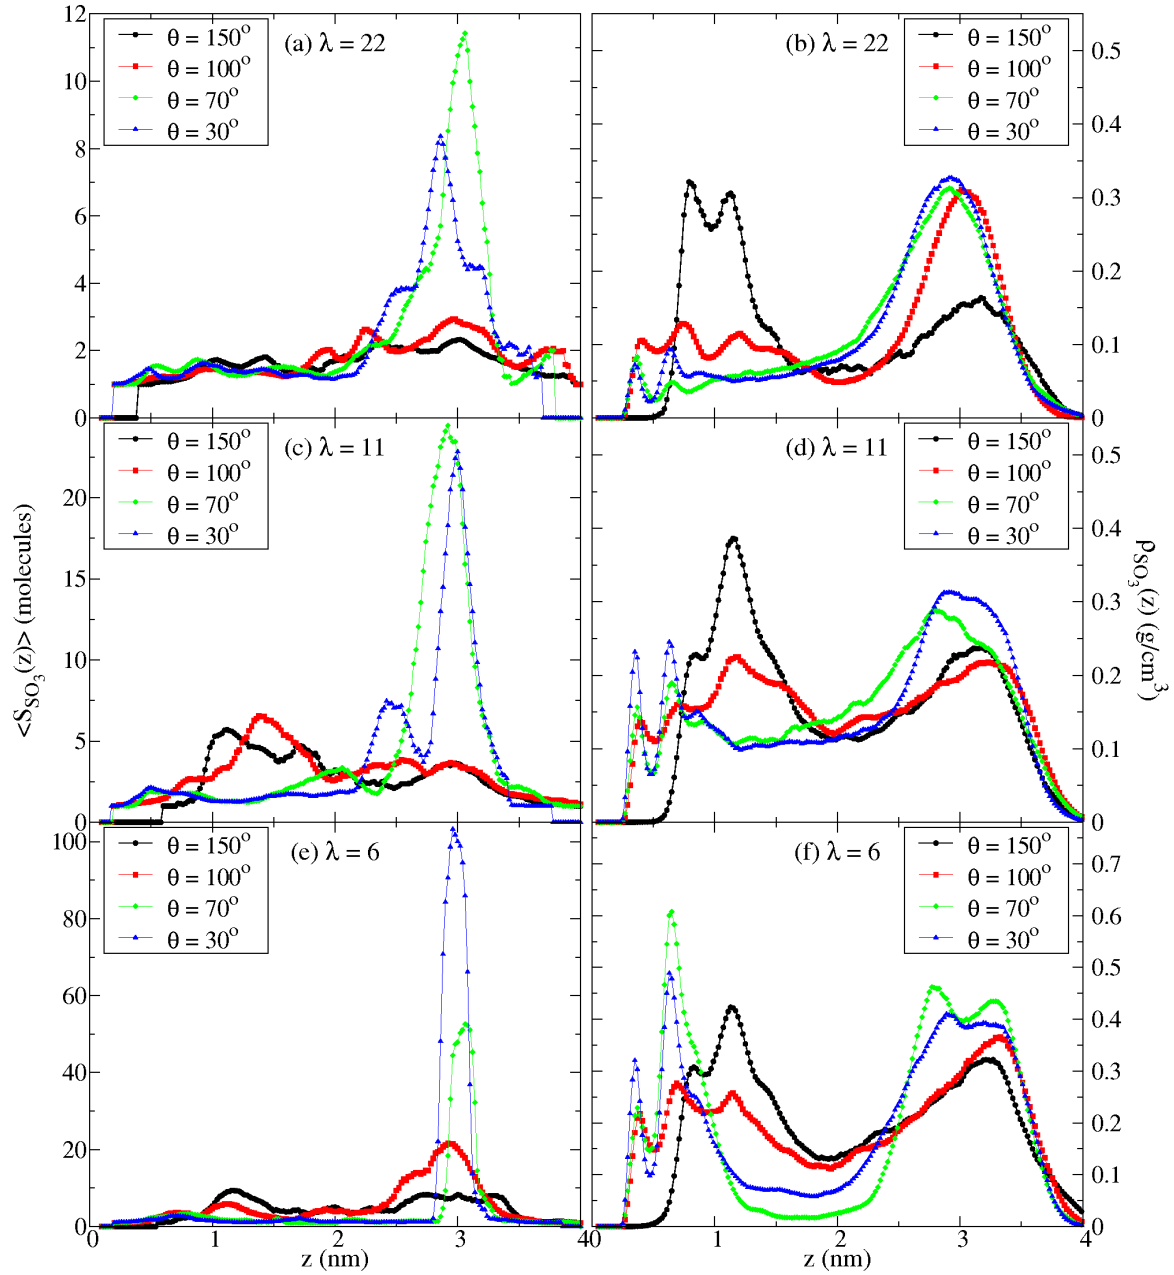 12
10
8
6
4
2
0
θ = 150°
θ = 100°
θ = 70°
θ = 30°
(a) λ = 22
(b) λ = 22
θ = 150°
θ = 100°
θ = 70°
θ = 30°
0.5
0.4
0.3
0.2
0.1
0
20
15
10
5
0
θ = 150°
θ = 100°
θ = 70°
θ = 30°
(c) λ = 11
(d) λ = 11
θ = 150°
θ = 100°
θ = 70°
θ = 30°
0.5
0.4
0.3
0.2
0.1
0
<S_SO₃(z)> (molecules)
ρ_SO₃(z) (g/cm³)
100
80
60
40
20
0
θ = 150°
θ = 100°
θ = 70°
θ = 30°
(e) λ = 6
(f) λ = 6
θ = 150°
θ = 100°
θ = 70°
θ = 30°
0.7
0.6
0.5
0.4
0.3
0.2
0.1
0
0 1 2 3 40 1 2 3 4
z (nm) z (nm)